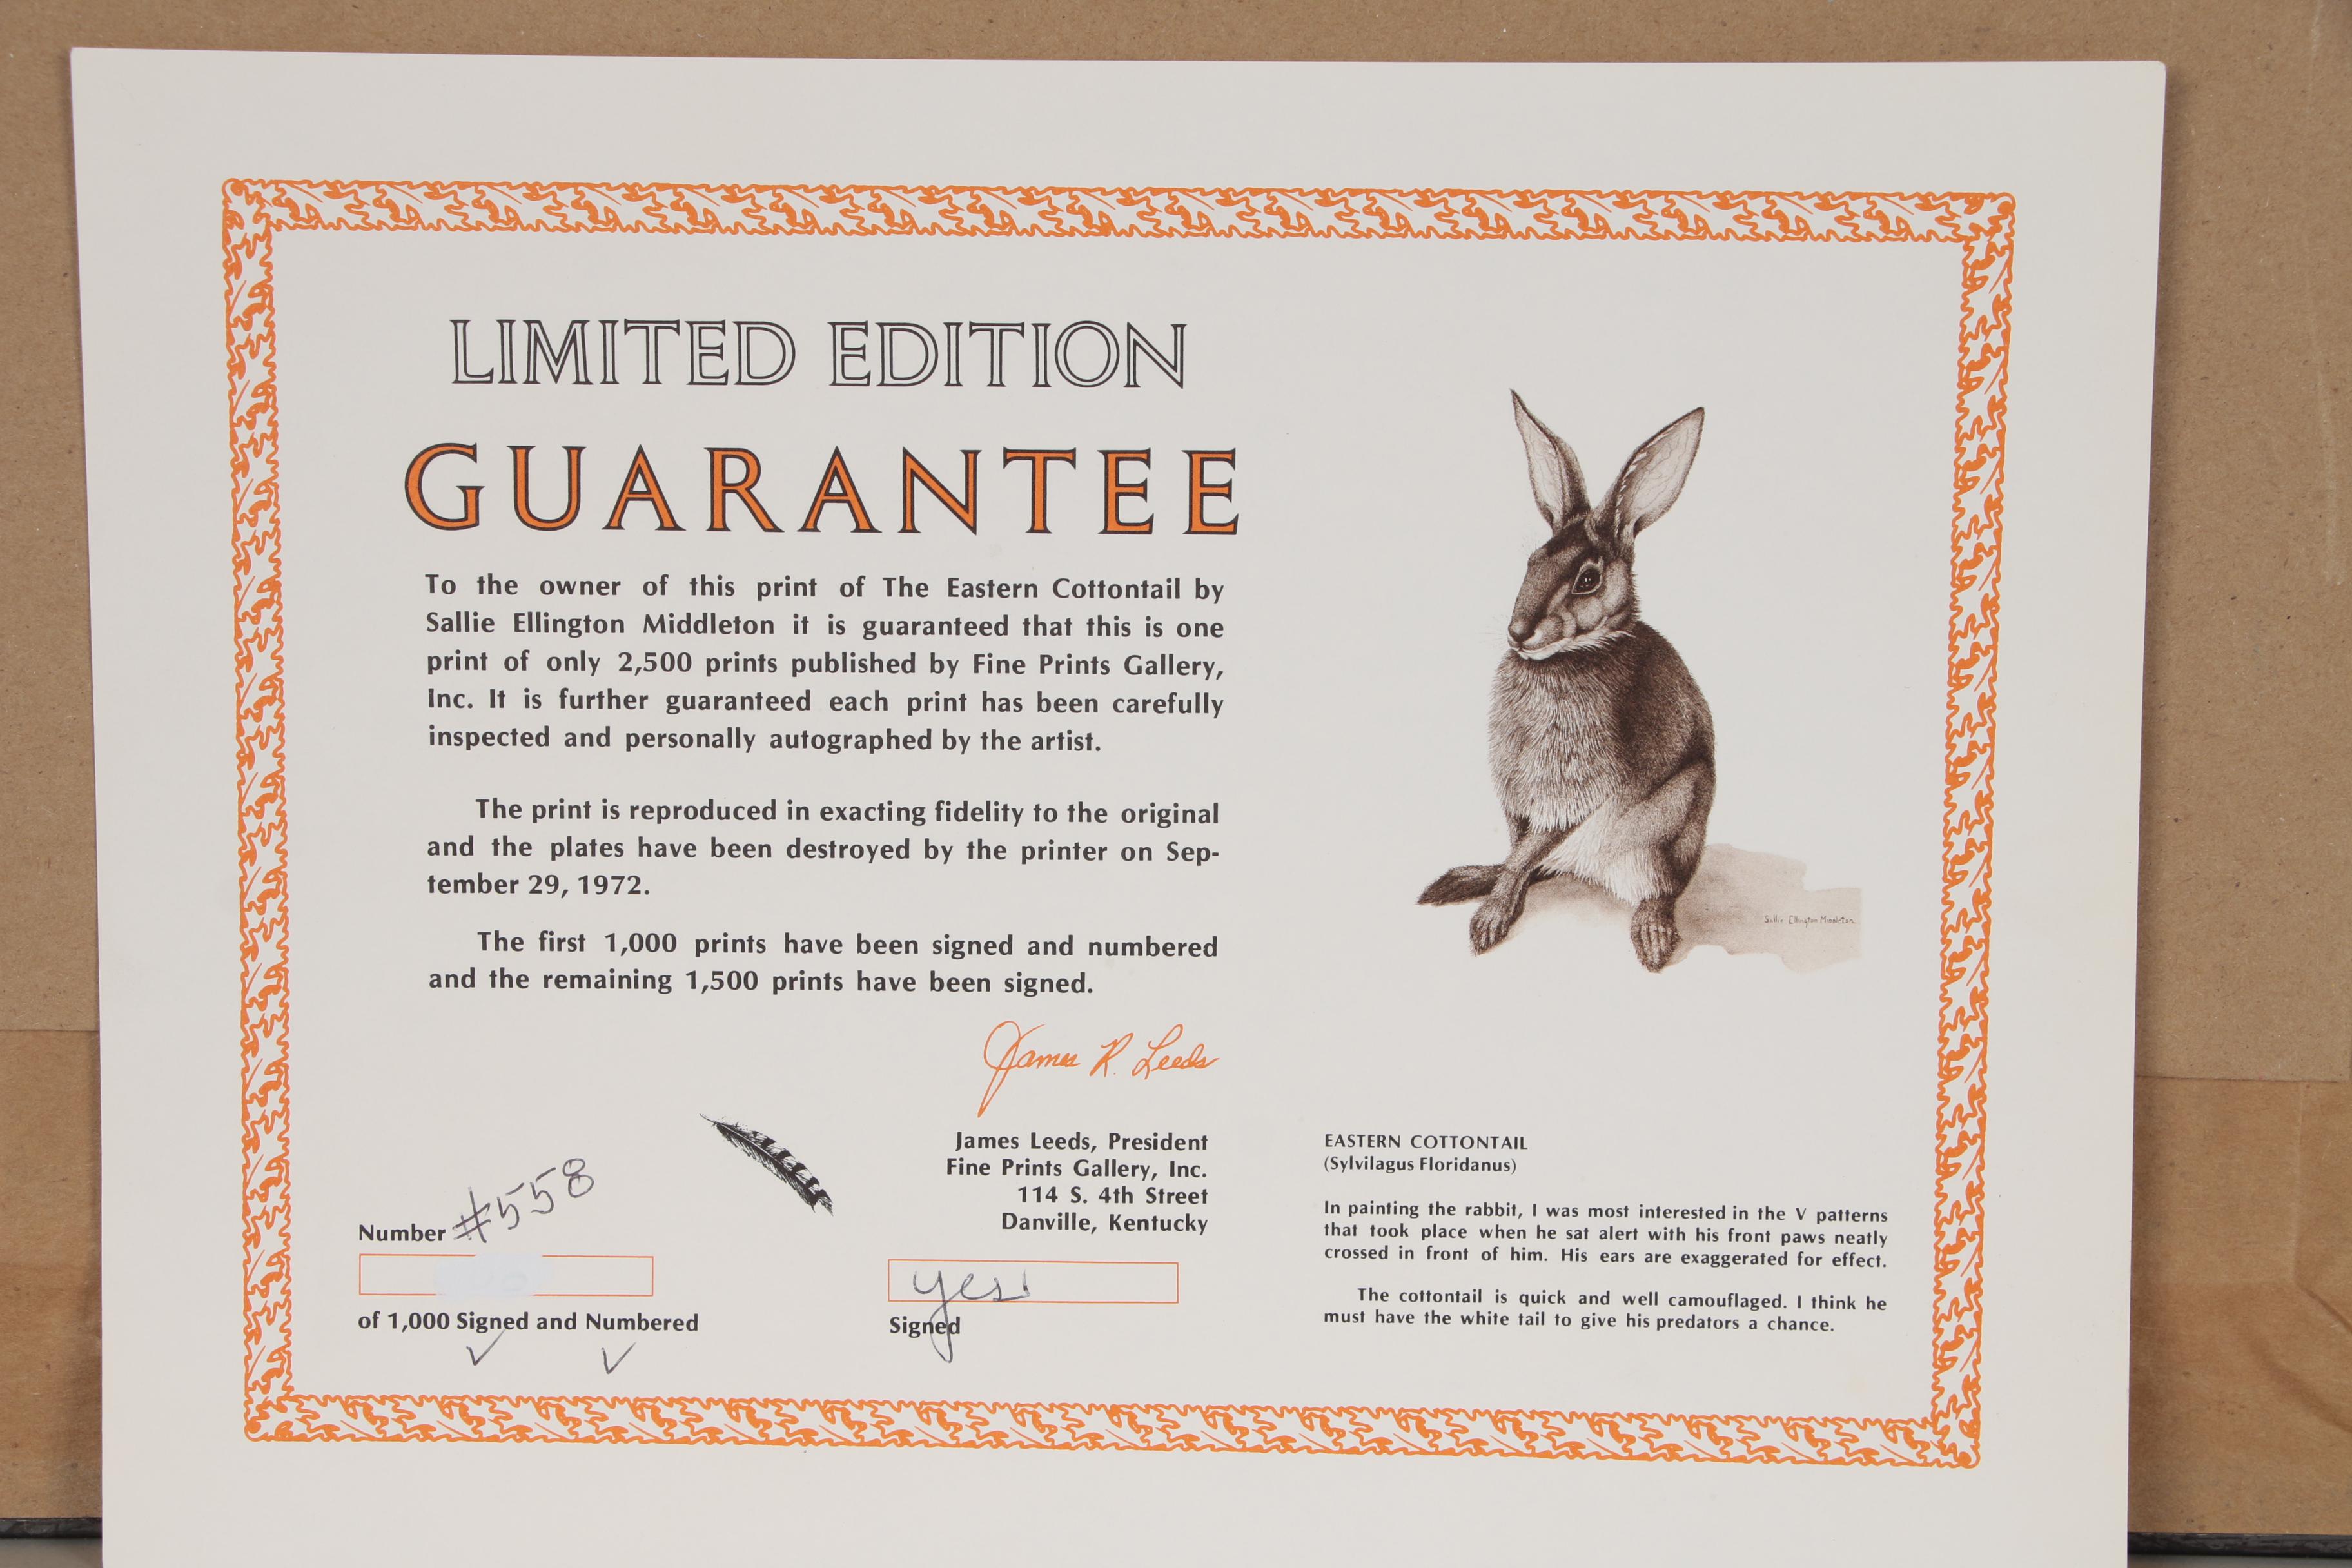 LIMITED EDITION
GUARANTEE
To the owner of this print of The Eastern Cottontail by
Sallie Ellington Middleton it is guaranteed that this is one
print of only 2,500 prints published by Fine Prints Gallery,
Inc. It is further guaranteed each print has been carefully
inspected and personally autographed by the artist.
The print is reproduced in exacting fidelity to the original
and the plates have been destroyed by the printer on Sep-
tember 29, 1972.
The first 1,000 prints have been signed and numbered
and the remaining 1,500 prints have been signed.
James R. Leeds
James Leeds, President
Fine Prints Gallery, Inc.
114 S. 4th Street
Danville, Kentucky
Number #558
of 1,000 Signed and Numbered
yes
Signed
Sallie Ellington Middleton
EASTERN COTTONTAIL
(Sylvilagus Floridanus)
In painting the rabbit, I was most interested in the V patterns
that took place when he sat alert with his front paws neatly
crossed in front of him. His ears are exaggerated for effect.
The cottontail is quick and well camouflaged. I think he
must have the white tail to give his predators a chance.